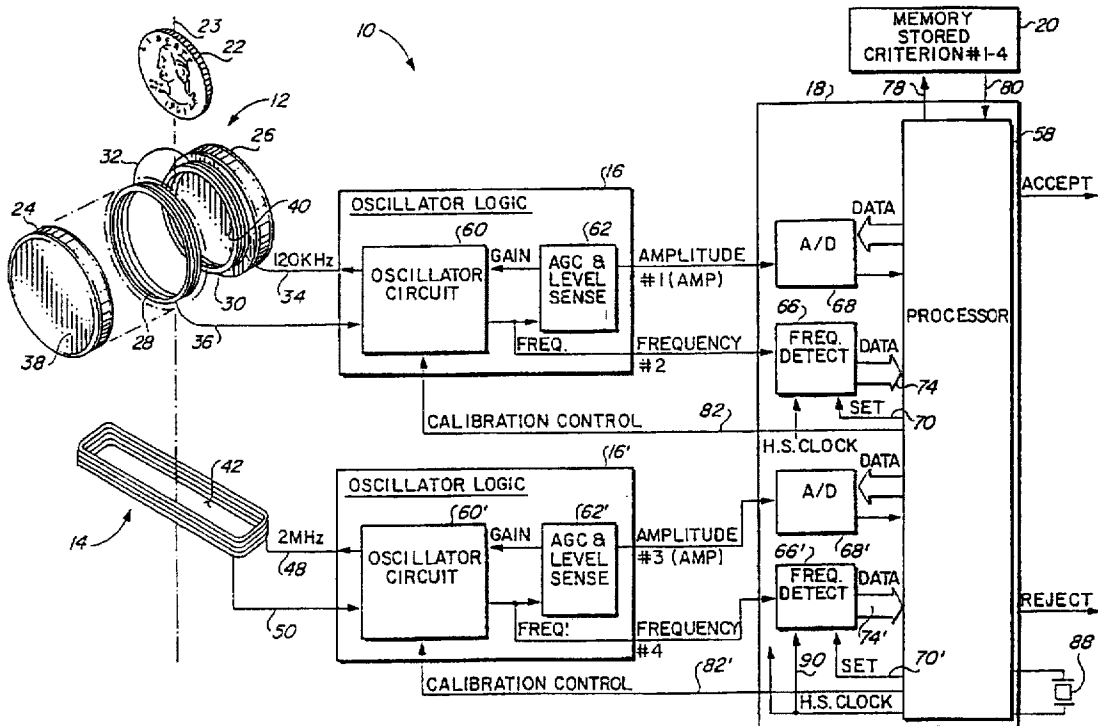 23
22
LIBERTY
1981
10
12
26
32
24
40
30
34
28
36
38
120KHz
16
OSCILLATOR LOGIC
60
62
OSCILLATOR CIRCUIT
GAIN
AGC & LEVEL SENSE
FREQ.
AMPLITUDE
#1 (AMP)
FREQUENCY
#2
CALIBRATION CONTROL
82
MEMORY
STORED
CRITERION #1-4
20
78
80
18
58
PROCESSOR
ACCEPT
A/D
DATA
68
66
FREQ.
DETECT
DATA
74
SET
70
H.S. CLOCK
42
14
2MHz
48
50
16'
OSCILLATOR LOGIC
60'
62'
OSCILLATOR
CIRCUIT
GAIN
AGC &
LEVEL
SENSE
FREQ.
AMPLITUDE
#3 (AMP)
FREQUENCY
#4
CALIBRATION CONTROL
82'
A/D
DATA
68'
66'
FREQ.
DETECT
DATA
74'
SET
70'
90
H.S. CLOCK
REJECT
88